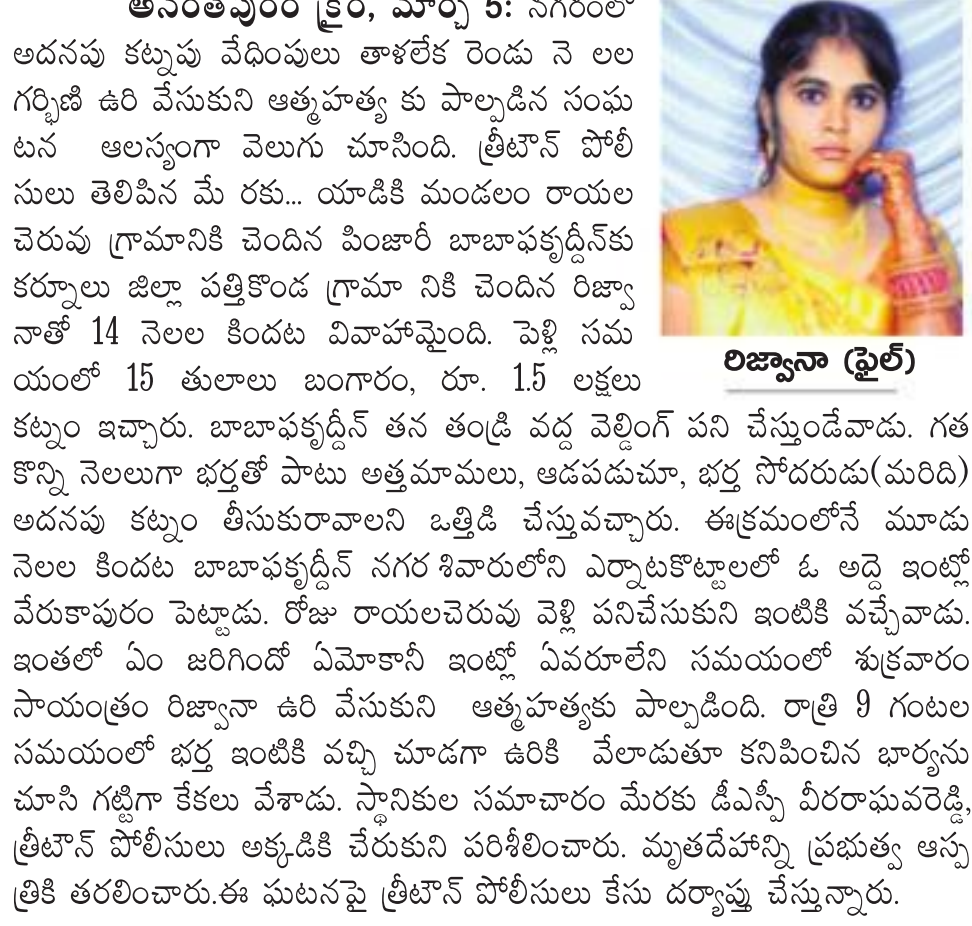 అనంతపురం క్రైం, మార్చి 5: నగరంలో
అదనపు కట్నపు వేధింపులు తాళలేక రెండు నె లల
గర్భిణి ఉరి వేసుకుని ఆత్మహత్య కు పాల్పడిన సంఘ
టన ఆలస్యంగా వెలుగు చూసింది. త్రీటౌన్ పోలీ
సులు తెలిపిన మే రకు... యాడికి మండలం రాయల
చెరువు గ్రామానికి చెందిన పింజారీ బాబాఫకృద్దీన్‌కు
కర్నూలు జిల్లా పత్తికొండ గ్రామా నికి చెందిన రిజ్వా
నాతో 14 నెలల కిందట వివాహామైంది. పెళ్లి సమ
యంలో 15 తులాలు బంగారం, రూ. 1.5 లక్షలు
కట్నం ఇచ్చారు. బాబాఫకృద్దీన్ తన తండ్రి వద్ద వెల్డింగ్ పని చేస్తుండేవాడు. గత
కొన్ని నెలలుగా భర్తతో పాటు అత్తమామలు, ఆడపడుచూ, భర్త సోదరుడు(మరిది)
అదనపు కట్నం తీసుకురావాలని ఒత్తిడి చేస్తువచ్చారు. ఈక్రమంలోనే మూడు
నెలల కిందట బాబాఫకృద్దీన్ నగర శివారులోని ఎర్నాటకొట్టాలలో ఓ అద్దె ఇంట్లో
వేరుకాపురం పెట్టాడు. రోజు రాయలచెరువు వెళ్లి పనిచేసుకుని ఇంటికి వచ్చేవాడు.
ఇంతలో ఏం జరిగిందో ఏమోకానీ ఇంట్లో ఏవరూలేని సమయంలో శుక్రవారం
సాయంత్రం రిజ్వానా ఉరి వేసుకుని ఆత్మహత్యకు పాల్పడింది. రాత్రి 9 గంటల
సమయంలో భర్త ఇంటికి వచ్చి చూడగా ఉరికి వేలాడుతూ కనిపించిన భార్యను
చూసి గట్టిగా కేకలు వేశాడు. స్థానికుల సమాచారం మేరకు డీఎస్పీ వీరరాఘవరెడ్డి,
త్రీటౌన్ పోలీసులు అక్కడికి చేరుకుని పరిశీలించారు. మృతదేహాన్ని ప్రభుత్వ ఆస్ప
త్రికి తరలించారు.ఈ ఘటనపై త్రీటౌన్ పోలీసులు కేసు దర్యాప్తు చేస్తున్నారు.
రిజ్వానా (ఫైల్)